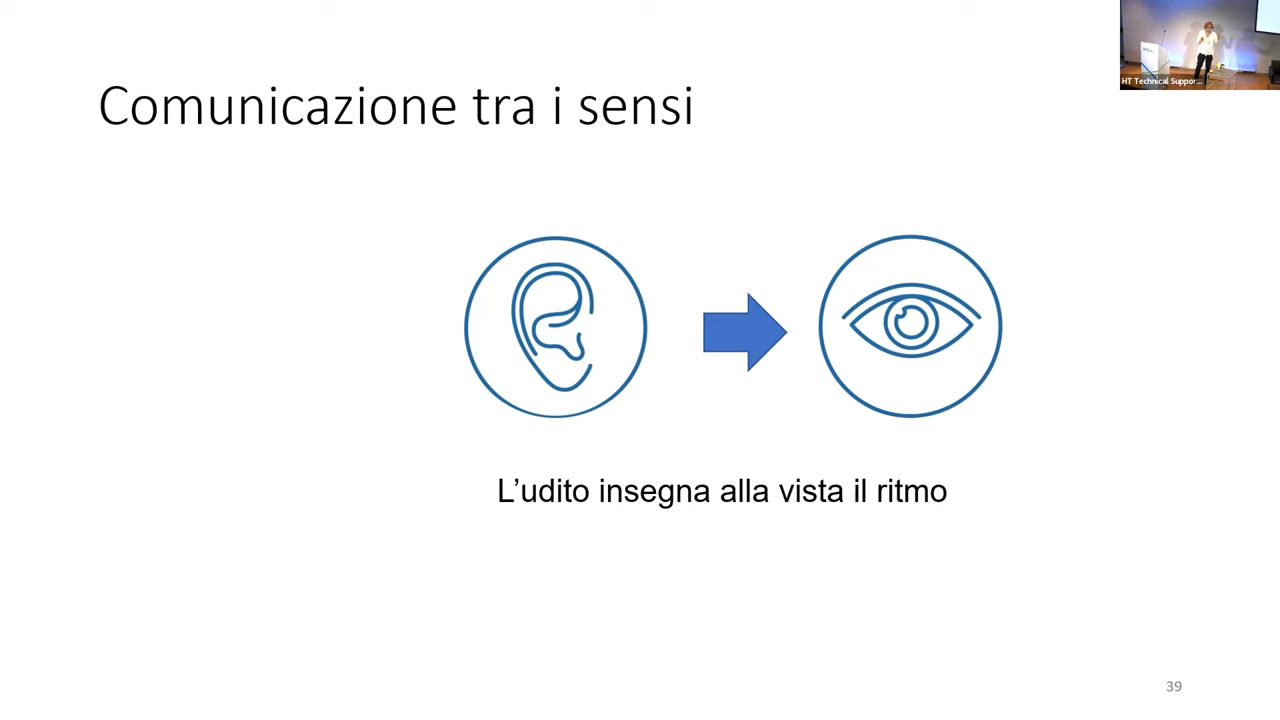 HT Technical Suppor...
Comunicazione tra i sensi
L’udito insegna alla vista il ritmo
39